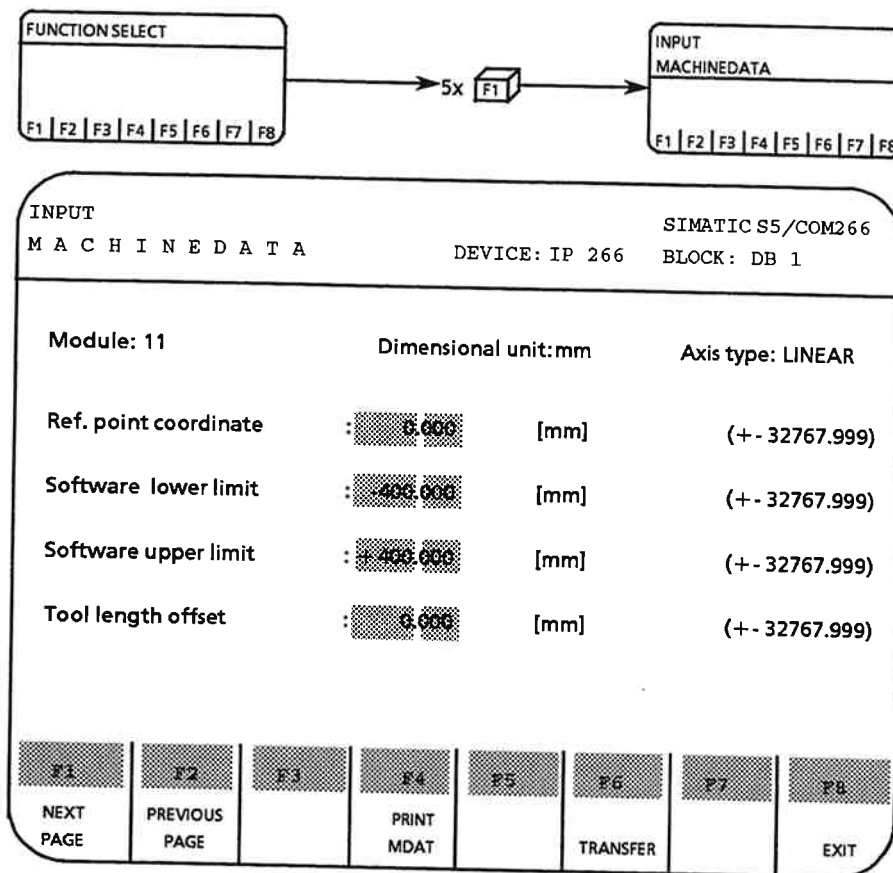 FUNCTION SELECT
F1 F2 F3 F4 F5 F6 F7 F8
5x F1
INPUT
MACHINEDATA
F1 F2 F3 F4 F5 F6 F7 F8
INPUT
SIMATIC S5/COM266
M A C H I N E D A T A DEVICE: IP 266 BLOCK: DB 1
Module: 11 Dimensional unit:mm Axis type: LINEAR
Ref. point coordinate : 0.000 [mm] (+- 32767.999)
Software lower limit : -400.000 [mm] (+- 32767.999)
Software upper limit : +400.000 [mm] (+- 32767.999)
Tool length offset : 0.000 [mm] (+- 32767.999)
F1 F2 F3 F4 F5 F6 F7 F8
NEXT PREVIOUS PRINT
PAGE PAGE MDAT TRANSFER EXIT